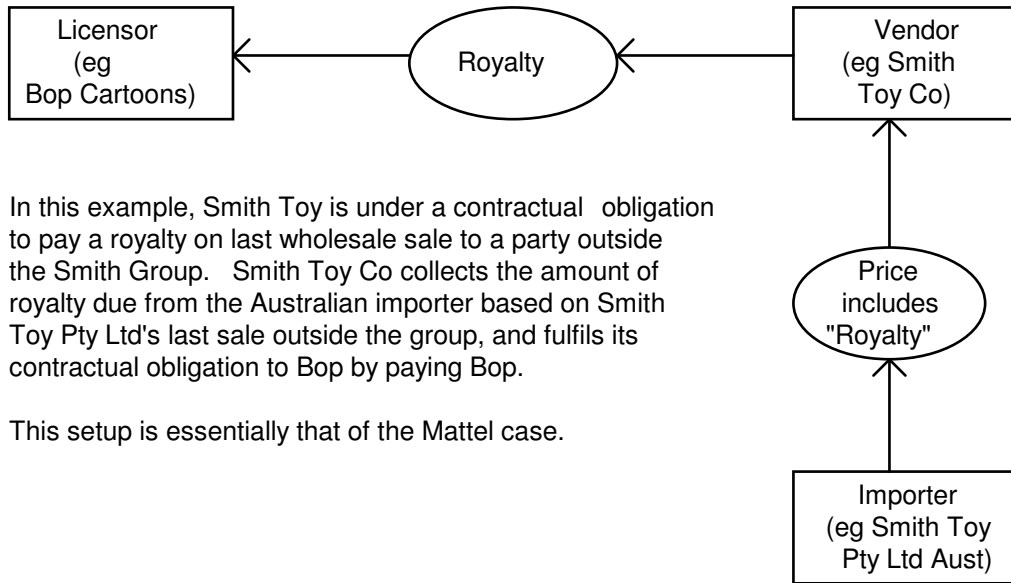 Licensor
(eg
Bop Cartoons)
Royalty
Vendor
(eg Smith
Toy Co)
In this example, Smith Toy is under a contractual obligation
to pay a royalty on last wholesale sale to a party outside
the Smith Group. Smith Toy Co collects the amount of
royalty due from the Australian importer based on Smith
Toy Pty Ltd's last sale outside the group, and fulfils its
contractual obligation to Bop by paying Bop.
This setup is essentially that of the Mattel case.
Price
includes
"Royalty"
Importer
(eg Smith Toy
Pty Ltd Aust)